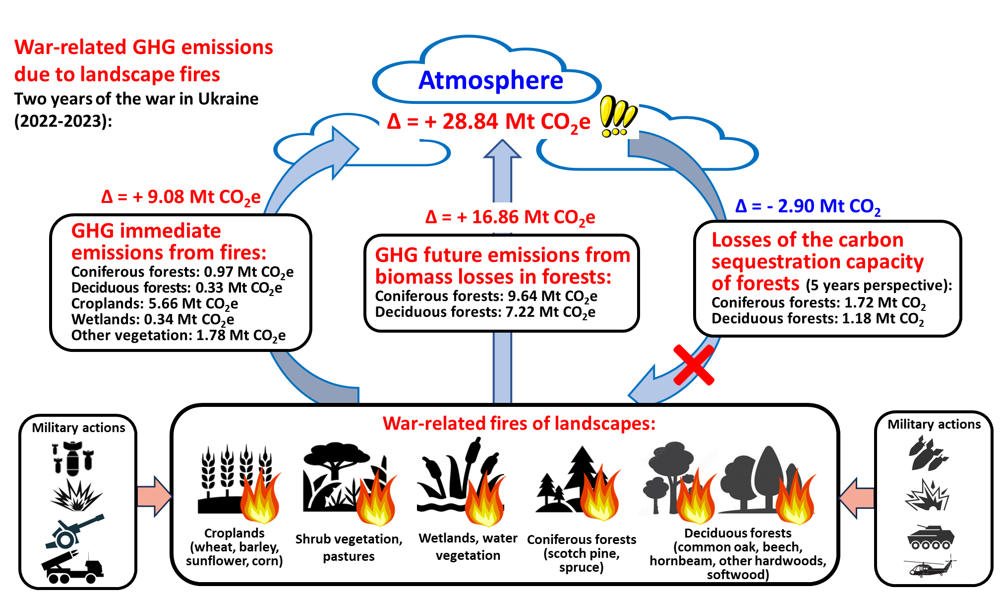 War-related GHG emissions
due to landscape fires
Two years of the war in Ukraine
(2022-2023):
Atmosphere
Δ = + 28.84 Mt CO₂e
Δ = + 9.08 Mt CO₂e
GHG immediate
emissions from fires:
Coniferous forests: 0.97 Mt CO₂e
Deciduous forests: 0.33 Mt CO₂e
Croplands: 5.66 Mt CO₂e
Wetlands: 0.34 Mt CO₂e
Other vegetation: 1.78 Mt CO₂e
Δ = + 16.86 Mt CO₂e
GHG future emissions from
biomass losses in forests:
Coniferous forests: 9.64 Mt CO₂e
Deciduous forests: 7.22 Mt CO₂e
Δ = - 2.90 Mt CO₂
Losses of the carbon
sequestration capacity
of forests (5 years perspective):
Coniferous forests: 1.72 Mt CO₂
Deciduous forests: 1.18 Mt CO₂
Military actions
War-related fires of landscapes:
Croplands
(wheat, barley,
sunflower, corn)
Shrub vegetation,
pastures
Wetlands, water
vegetation
Coniferous forests
(scotch pine,
spruce)
Deciduous forests
(common oak, beech,
hornbeam, other hardwoods,
softwood)
Military actions